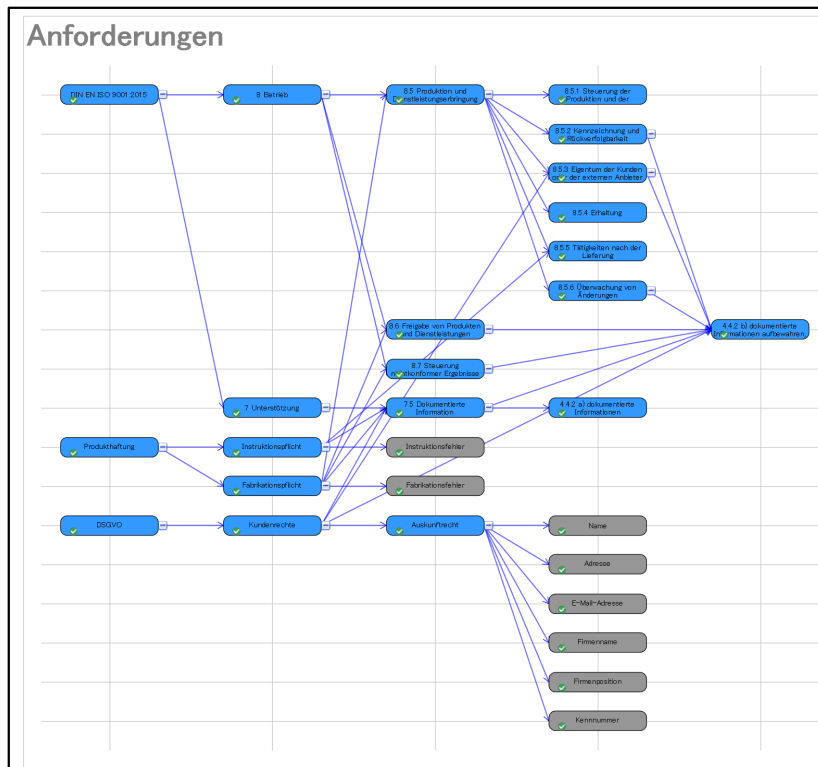 Anforderungen
DIN EN ISO 9001:2015
8 Betrieb
8.5 Produktion und
Dienstleistungserbringung
8.5.1 Steuerung der
Produktion und der
8.5.2 Kennzeichnung und
Rückverfolgbarkeit
8.5.3 Eigentum der Kunden
oder der externen Anbieter
8.5.4 Erhaltung
8.5.5 Tätigkeiten nach der
Lieferung
8.5.6 Überwachung von
Änderungen
8.6 Freigabe von Produkten
und Dienstleistungen
4.4.2 b) dokumentierte
Informationen aufbewahren
8.7 Steuerung
nichtkonformer Ergebnisse
7 Unterstützung
7.5 Dokumentierte
Information
4.4.2 a) dokumentierte
Informationen
Produkthaftung
Instruktionspflicht
Instruktionsfehler
Fabrikationspflicht
Fabrikationsfehler
DSGVO
Kundenrechte
Auskunftrecht
Name
Adresse
E-Mail-Adresse
Firmenname
Firmenposition
Kennnummer